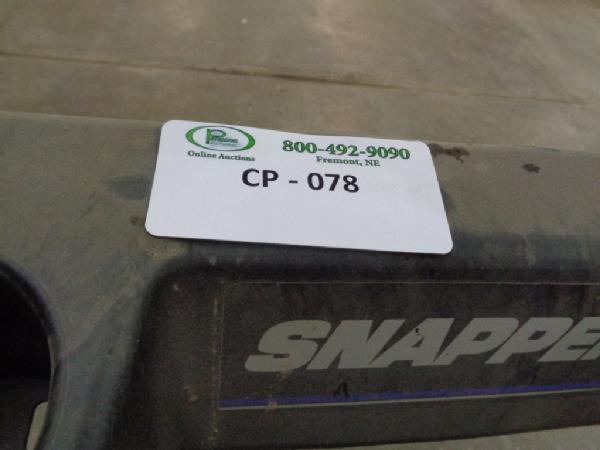 800-492-9090
Online Auctions
Fremont, NE
CP - 078
SNAPPER